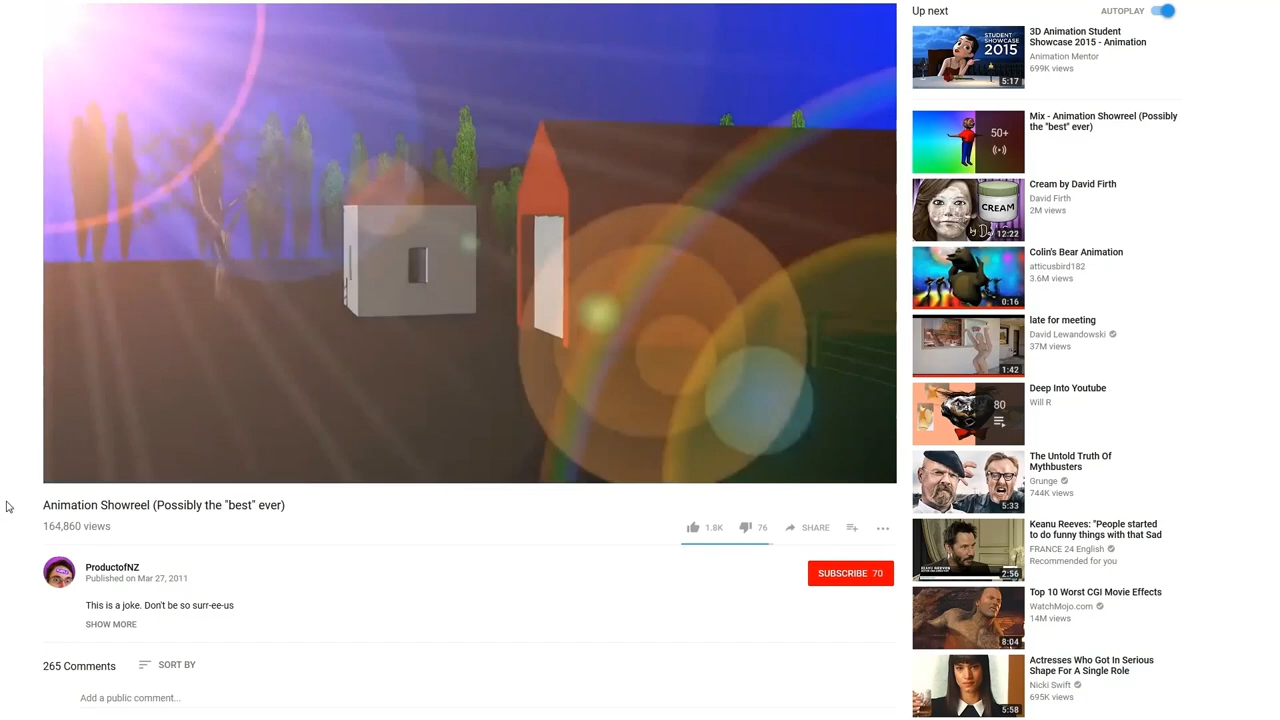 Up next
AUTOPLAY
STUDENT
SHOWCASE
2015
5:17
3D Animation Student
Showcase 2015 - Animation
Animation Mentor
699K views
50+
Mix - Animation Showreel (Possibly
the "best" ever)
CREAM
by D
12:22
Cream by David Firth
David Firth
2M views
0:16
Colin's Bear Animation
atticusbird182
3.6M views
1:42
late for meeting
David Lewandowski
37M views
80
Deep Into Youtube
Will R
5:33
The Untold Truth Of
Mythbusters
Grunge
744K views
2:56
Keanu Reeves: "People started
to do funny things with that Sad
FRANCE 24 English
Recommended for you
8:04
Top 10 Worst CGI Movie Effects
WatchMojo.com
14M views
5:58
Actresses Who Got In Serious
Shape For A Single Role
Nicki Swift
695K views
Animation Showreel (Possibly the "best" ever)
164,860 views
1.8K
76
SHARE
ProductofNZ
Published on Mar 27, 2011
SUBSCRIBE 70
This is a joke. Don't be so surr-ee-us
SHOW MORE
265 Comments
SORT BY
Add a public comment...